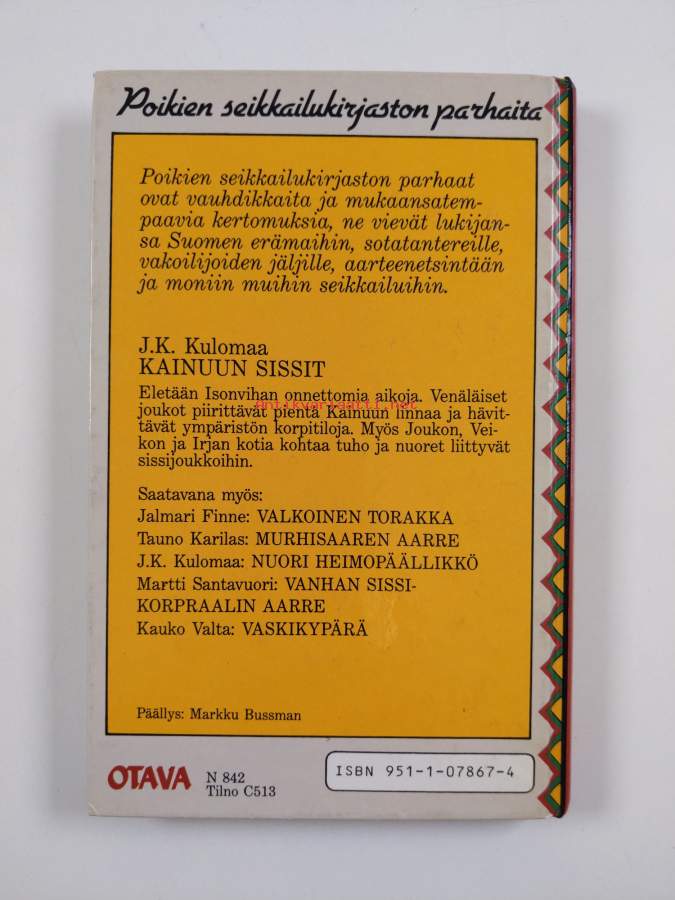 Poikien seikkailukirjaston parhaita
Poikien seikkailukirjaston parhaat
ovat vauhdikkaita ja mukaansatem-
paavia kertomuksia, ne vievät lukijan-
sa Suomen erämaihin, sotatantereille,
vakoilijoiden jäljille, aarteenetsintään
ja moniin muihin seikkailuihin.
J.K. Kulomaa
KAINUUN SISSIT
Eletään Isonvihan onnettomia aikoja. Venäläiset
antikvariaatti.net
joukot piirittävät pientä Kainuun linnaa ja hävit-
tävät ympäristön korpitiloja. Myös Joukon, Vei-
kon ja Irjan kotia kohtaa tuho ja nuoret liittyvät
sissijoukkoihin.
Saatavana myös:
Jalmari Finne: VALKOINEN TORAKKA
Tauno Karilas: MURHISAAREN AARRE
J.K. Kulomaa: NUORI HEIMOPÄÄLLIKKÖ
Martti Santavuori: VANHAN SISSI-
KORPRAALIN AARRE
Kauko Valta: VASKIKYPÄRÄ
Päällys: Markku Bussman
OTAVA
N 842
Tilno C513
ISBN 951-1-07867-4